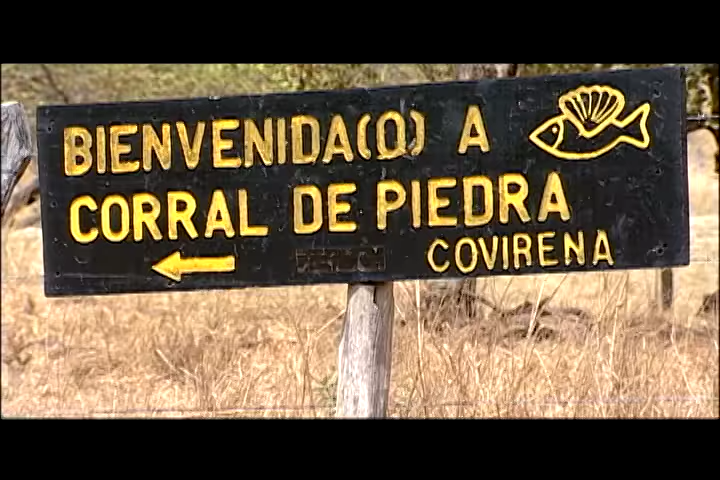 BIENVENIDA(O) A
CORRAL DE PIEDRA
COVIRENA